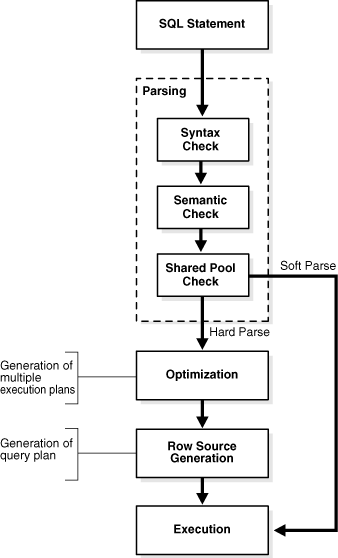 SQL Statement
Parsing
Syntax
Check
Semantic
Check
Shared Pool
Check
Soft Parse
Hard Parse
Generation of
multiple
execution plans
Optimization
Generation of
query plan
Row Source
Generation
Execution